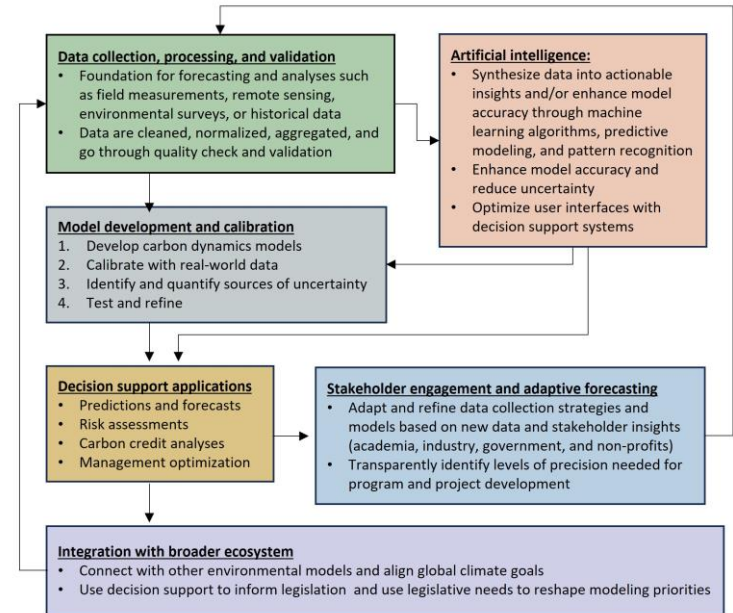 Data collection, processing, and validation
• Foundation for forecasting and analyses such
as field measurements, remote sensing,
environmental surveys, or historical data
• Data are cleaned, normalized, aggregated, and
go through quality check and validation
Artificial intelligence:
• Synthesize data into actionable
insights and/or enhance model
accuracy through machine
learning algorithms, predictive
modeling, and pattern recognition
• Enhance model accuracy and
reduce uncertainty
• Optimize user interfaces with
decision support systems
Model development and calibration
1. Develop carbon dynamics models
2. Calibrate with real-world data
3. Identify and quantify sources of uncertainty
4. Test and refine
Decision support applications
• Predictions and forecasts
• Risk assessments
• Carbon credit analyses
• Management optimization
Stakeholder engagement and adaptive forecasting
• Adapt and refine data collection strategies and
models based on new data and stakeholder insights
(academia, industry, government, and non-profits)
• Transparently identify levels of precision needed for
program and project development
Integration with broader ecosystem
• Connect with other environmental models and align global climate goals
• Use decision support to inform legislation and use legislative needs to reshape modeling priorities